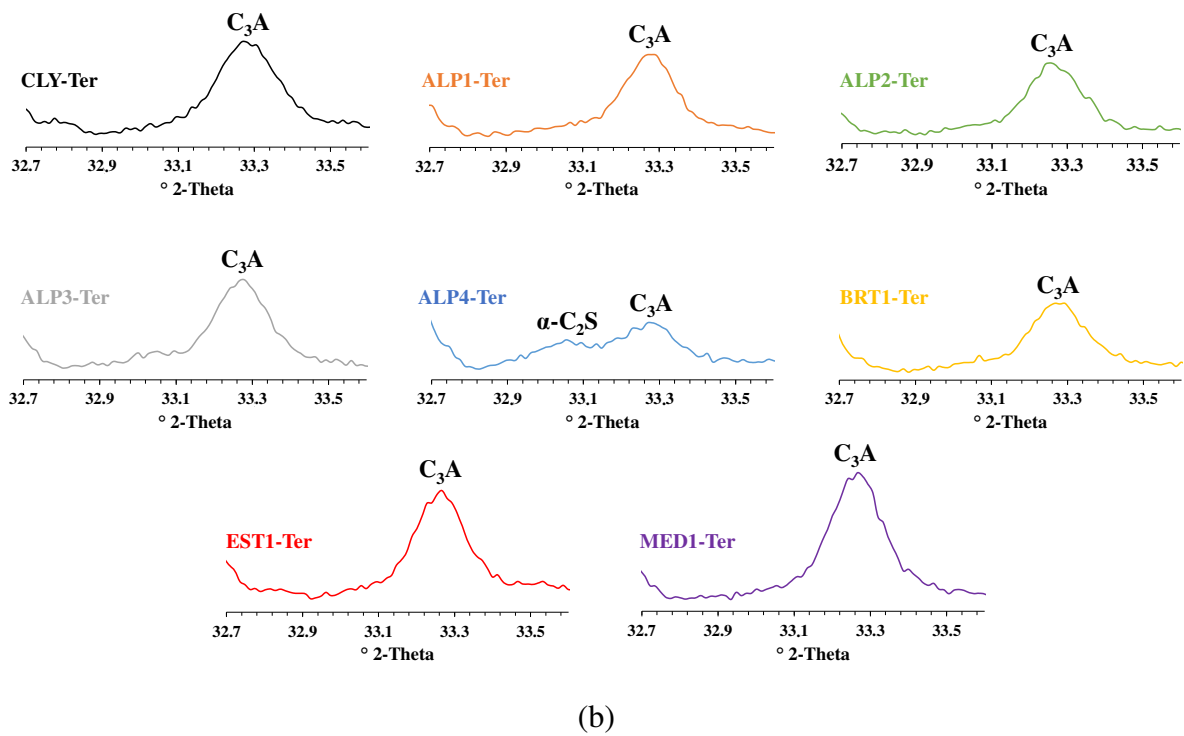 C₃A
CLY-Ter
32.7 32.9 33.1 33.3 33.5
° 2-Theta
C₃A
ALP1-Ter
32.7 32.9 33.1 33.3 33.5
° 2-Theta
C₃A
ALP2-Ter
32.7 32.9 33.1 33.3 33.5
° 2-Theta
C₃A
ALP3-Ter
32.7 32.9 33.1 33.3 33.5
° 2-Theta
C₃A
ALP4-Ter
α-C₂S
32.7 32.9 33.1 33.3 33.5
° 2-Theta
C₃A
BRT1-Ter
32.7 32.9 33.1 33.3 33.5
° 2-Theta
C₃A
EST1-Ter
32.7 32.9 33.1 33.3 33.5
° 2-Theta
C₃A
MED1-Ter
32.7 32.9 33.1 33.3 33.5
° 2-Theta
(b)